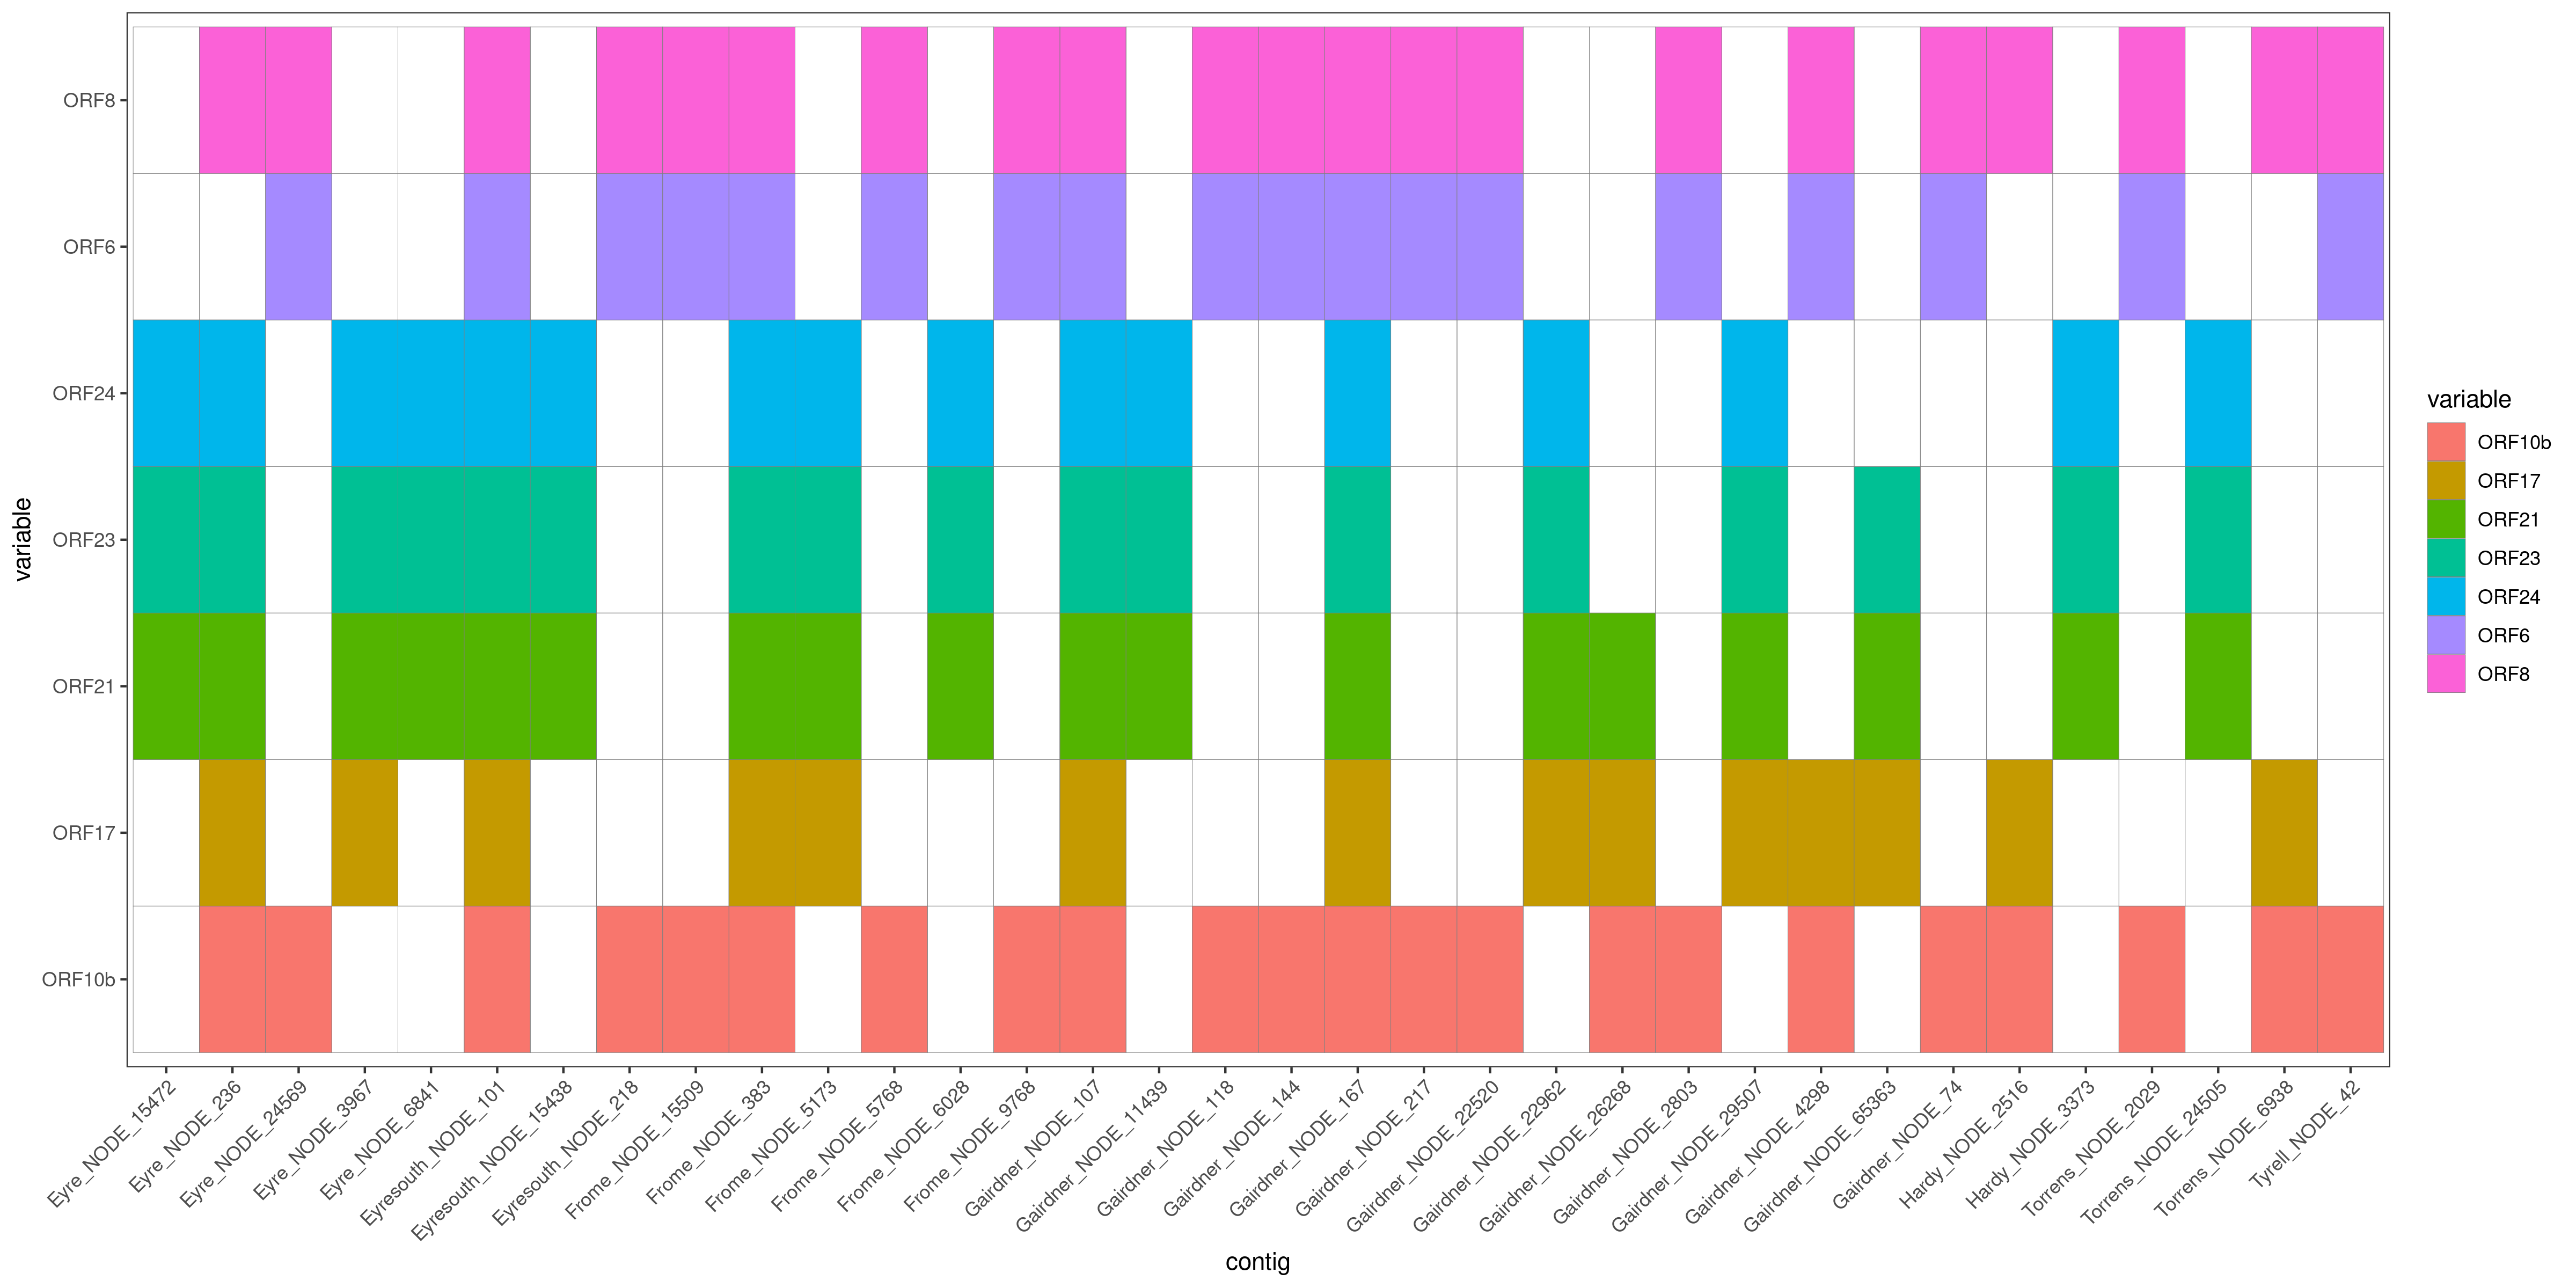 ORF8
ORF6
ORF24
ORF23
ORF21
ORF17
ORF10b
variable
Eyre_NODE_15472
Eyre_NODE_236
Eyre_NODE_24569
Eyre_NODE_3967
Eyre_NODE_6841
Eyresouth_NODE_101
Eyresouth_NODE_15438
Eyresouth_NODE_218
Frome_NODE_15509
Frome_NODE_383
Frome_NODE_5173
Frome_NODE_5768
Frome_NODE_6028
Frome_NODE_9768
Gairdner_NODE_107
Gairdner_NODE_11439
Gairdner_NODE_118
Gairdner_NODE_144
Gairdner_NODE_167
Gairdner_NODE_217
Gairdner_NODE_22520
Gairdner_NODE_22962
Gairdner_NODE_26268
Gairdner_NODE_2803
Gairdner_NODE_29507
Gairdner_NODE_4298
Gairdner_NODE_65363
Gairdner_NODE_74
Hardy_NODE_2516
Hardy_NODE_3373
Torrens_NODE_2029
Torrens_NODE_24505
Torrens_NODE_6938
Tyrell_NODE_42
contig
variable
ORF10b
ORF17
ORF21
ORF23
ORF24
ORF6
ORF8